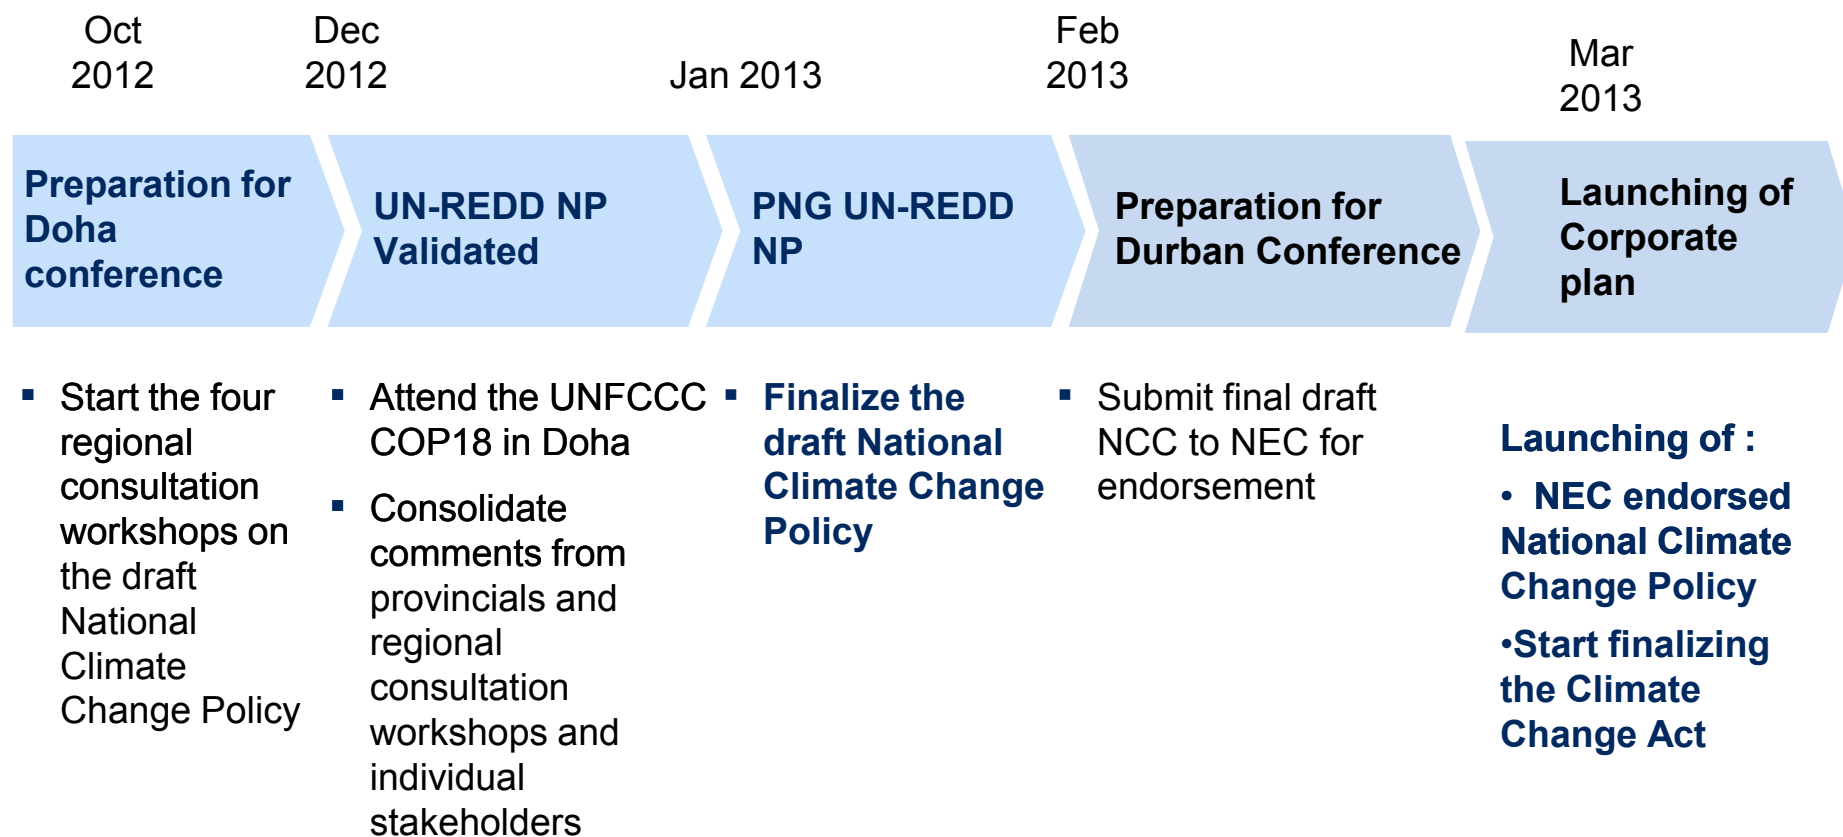 Oct
2012
Dec
2012
Jan 2013
Feb
2013
Mar
2013
Preparation for
Doha
conference
UN-REDD NP
Validated
PNG UN-REDD
NP
Preparation for
Durban Conference
Launching of
Corporate
plan
▪ Start the four
regional
consultation
workshops on
the draft
National
Climate
Change Policy
▪ Attend the UNFCCC
COP18 in Doha
▪ Consolidate
comments from
provincials and
regional
consultation
workshops and
individual
stakeholders
▪ Finalize the
draft National
Climate Change
Policy
▪ Submit final draft
NCC to NEC for
endorsement
Launching of :
• NEC endorsed
National Climate
Change Policy
•Start finalizing
the Climate
Change Act